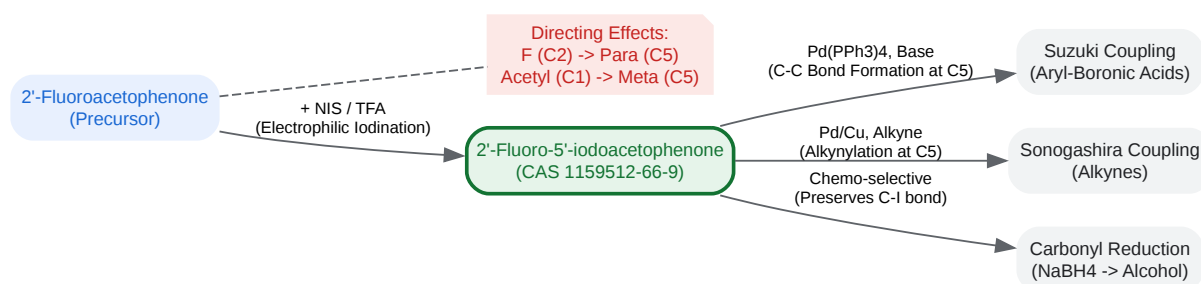 2'-Fluoroacetophenone
(Precursor)
+ NIS / TFA
(Electrophilic Iodination)
Directing Effects:
F (C2) -> Para (C5)
Acetyl (C1) -> Meta (C5)
2'-Fluoro-5'-iodoacetophenone
(CAS 1159512-66-9)
Pd(PPh3)4, Base
(C-C Bond Formation at C5)
Pd/Cu, Alkyne
(Alkynylation at C5)
Chemo-selective
(Preserves C-I bond)
Suzuki Coupling
(Aryl-Boronic Acids)
Sonogashira Coupling
(Alkynes)
Carbonyl Reduction
(NaBH4 -> Alcohol)